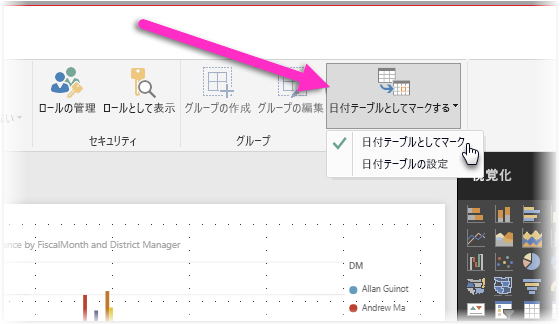 ロールの管理 ロールとして表示 グループの作成 グループの編集 日付テーブルとしてマークする
セキュリティ グループ
日付テーブルとしてマーク
日付テーブルの設定
視覚化
ance by FiscalMonth and District Manager
DM
Allan Guinot
Andrew Ma